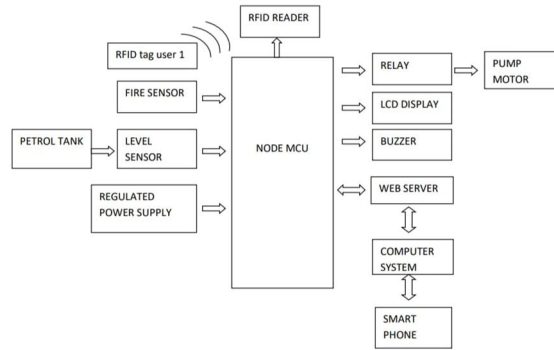 RFID READER
RFID tag user 1
FIRE SENSOR
PETROL TANK
LEVEL
SENSOR
REGULATED
POWER SUPPLY
NODE MCU
RELAY
PUMP
MOTOR
LCD DISPLAY
BUZZER
WEB SERVER
COMPUTER
SYSTEM
SMART
PHONE